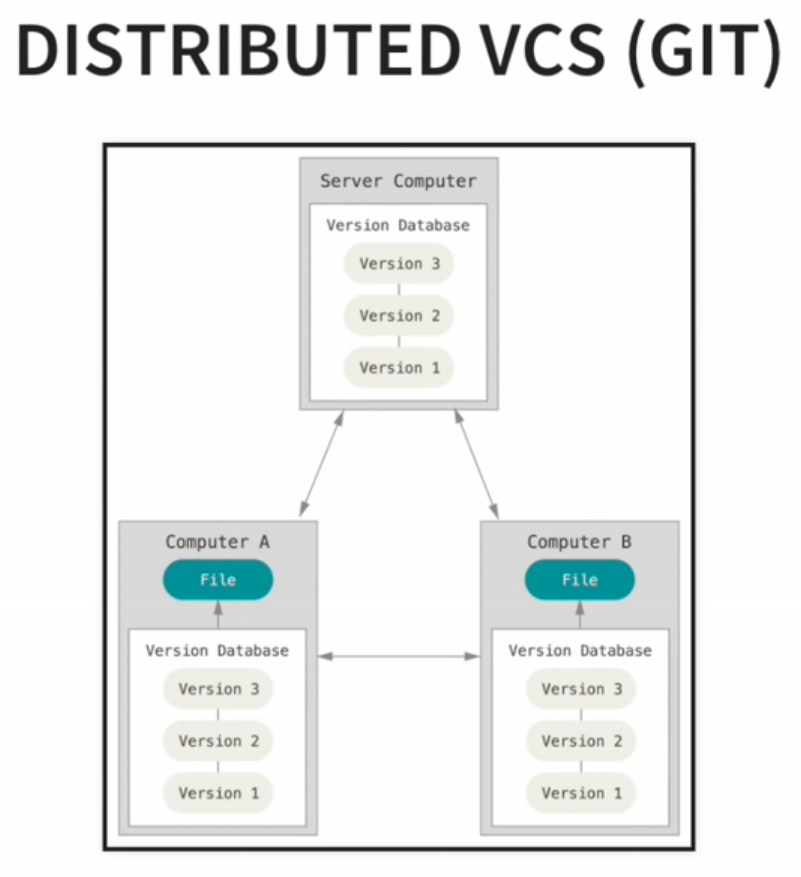 DISTRIBUTED VCS (GIT)
Server Computer
Version Database
Version 3
Version 2
Version 1
Computer A
File
Version Database
Version 3
Version 2
Version 1
Computer B
File
Version Database
Version 3
Version 2
Version 1